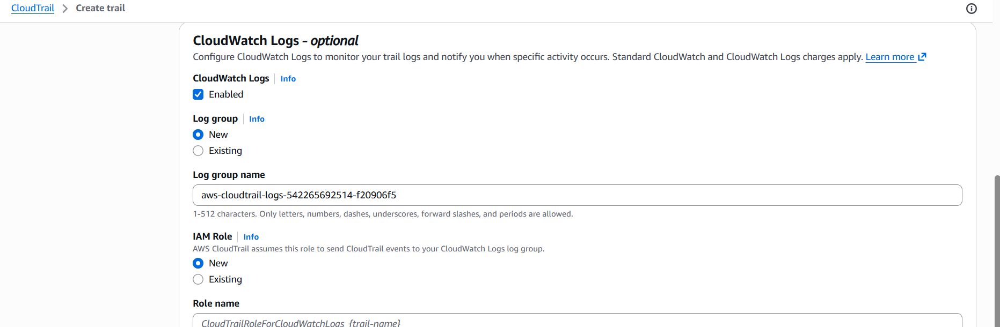 CloudTrail > Create trail
CloudWatch Logs - optional
Configure CloudWatch Logs to monitor your trail logs and notify you when specific activity occurs. Standard CloudWatch and CloudWatch Logs charges apply. Learn more
CloudWatch Logs | Info
Enabled
Log group | Info
New
Existing
Log group name
aws-cloudtrail-logs-542265692514-f20906f5
1-512 characters. Only letters, numbers, dashes, underscores, forward slashes, and periods are allowed.
IAM Role | Info
AWS CloudTrail assumes this role to send CloudTrail events to your CloudWatch Logs log group.
New
Existing
Role name
CloudTrailRoleForCloudWatchLogs_{trail-name}